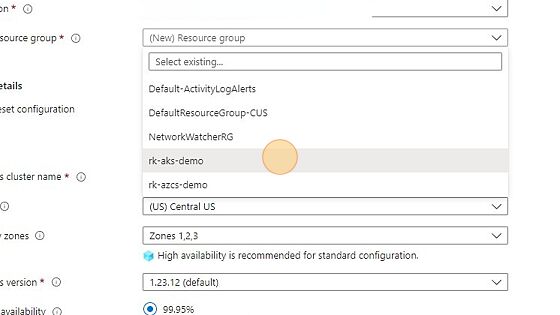 on *
source group *
(New) Resource group
Select existing...
Default-ActivityLogAlerts
DefaultResourceGroup-CUS
NetworkWatcherRG
rk-aks-demo
rk-azcs-demo
etails
eset configuration
s cluster name *
(US) Central US
y zones
Zones 1,2,3
High availability is recommended for standard configuration.
s version *
1.23.12 (default)
availability
99.95%